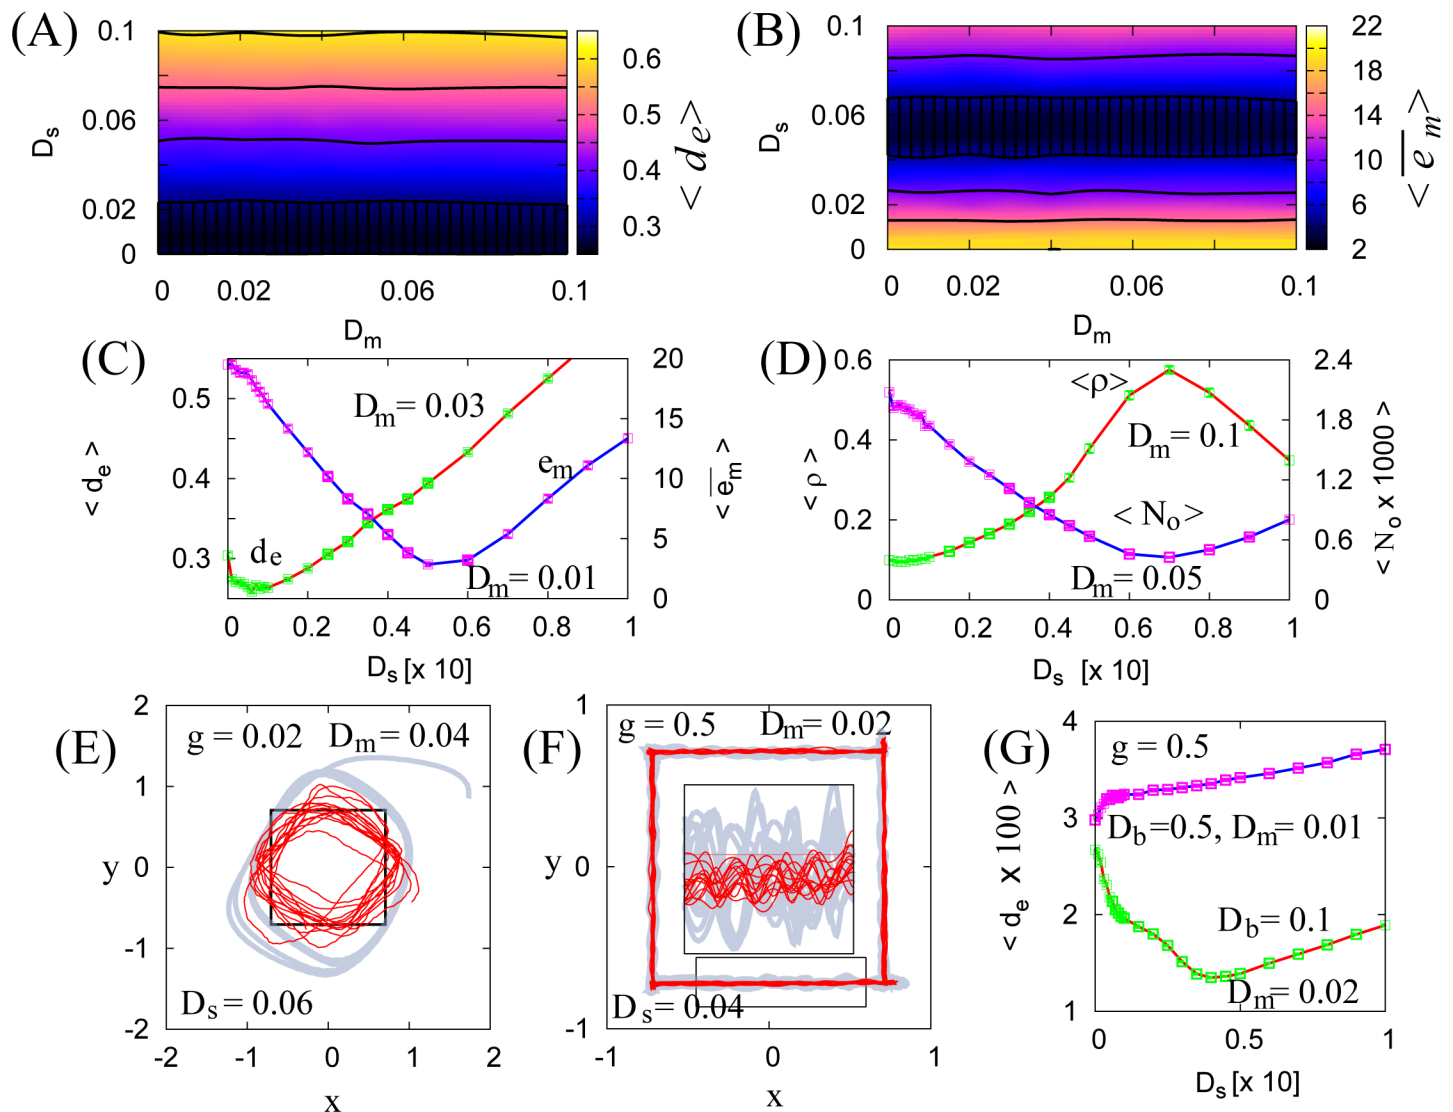 (A)
0.1
0.06
0.02
0
D_s
0 0.02 0.06 0.1
D_m
0.6
0.5
0.4
0.3
< d_e >
(B)
0.1
0.06
0.02
0
D_s
0 0.02 0.06 0.1
D_m
22
18
14
10
6
2
< \overline{e_m} >
(C)
0.5
0.4
0.3
< d_e >
D_m = 0.03
e_m
d_e
D_m = 0.01
20
15
10
5
0
< \overline{e_m} >
0 0.2 0.4 0.6 0.8 1
D_s [x 10]
(D)
0.6
0.4
0.2
0
< ρ >
<ρ>
D_m = 0.1
< N_o >
D_m = 0.05
2.4
1.8
1.2
0.6
0
< N_o x 1000 >
0 0.2 0.4 0.6 0.8 1
D_s [x 10]
(E)
2
1
0
-1
-2
y
g = 0.02 D_m = 0.04
D_s = 0.06
-2 -1 0 1 2
x
(F)
1
0
-1
y
g = 0.5 D_m = 0.02
D_s = 0.04
-1 0 1
x
(G)
4
3
2
1
< d_e x 100 >
g = 0.5
D_b =0.5, D_m = 0.01
D_b = 0.1
D_m = 0.02
0 0.5 1
D_s [x 10]